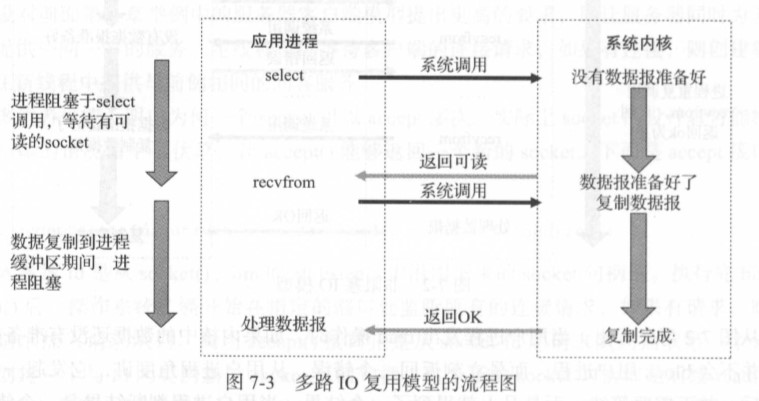 应用进程
系统内核
select
系统调用
没有数据报准备好
进程阻塞于select
调用，等待有可
读的socket
返回可读
recvfrom
系统调用
数据报准备好了
复制数据报
数据复制到进程
缓冲区期间，进
程阻塞
处理数据报
返回OK
复制完成
图 7-3 多路 IO 复用模型的流程图